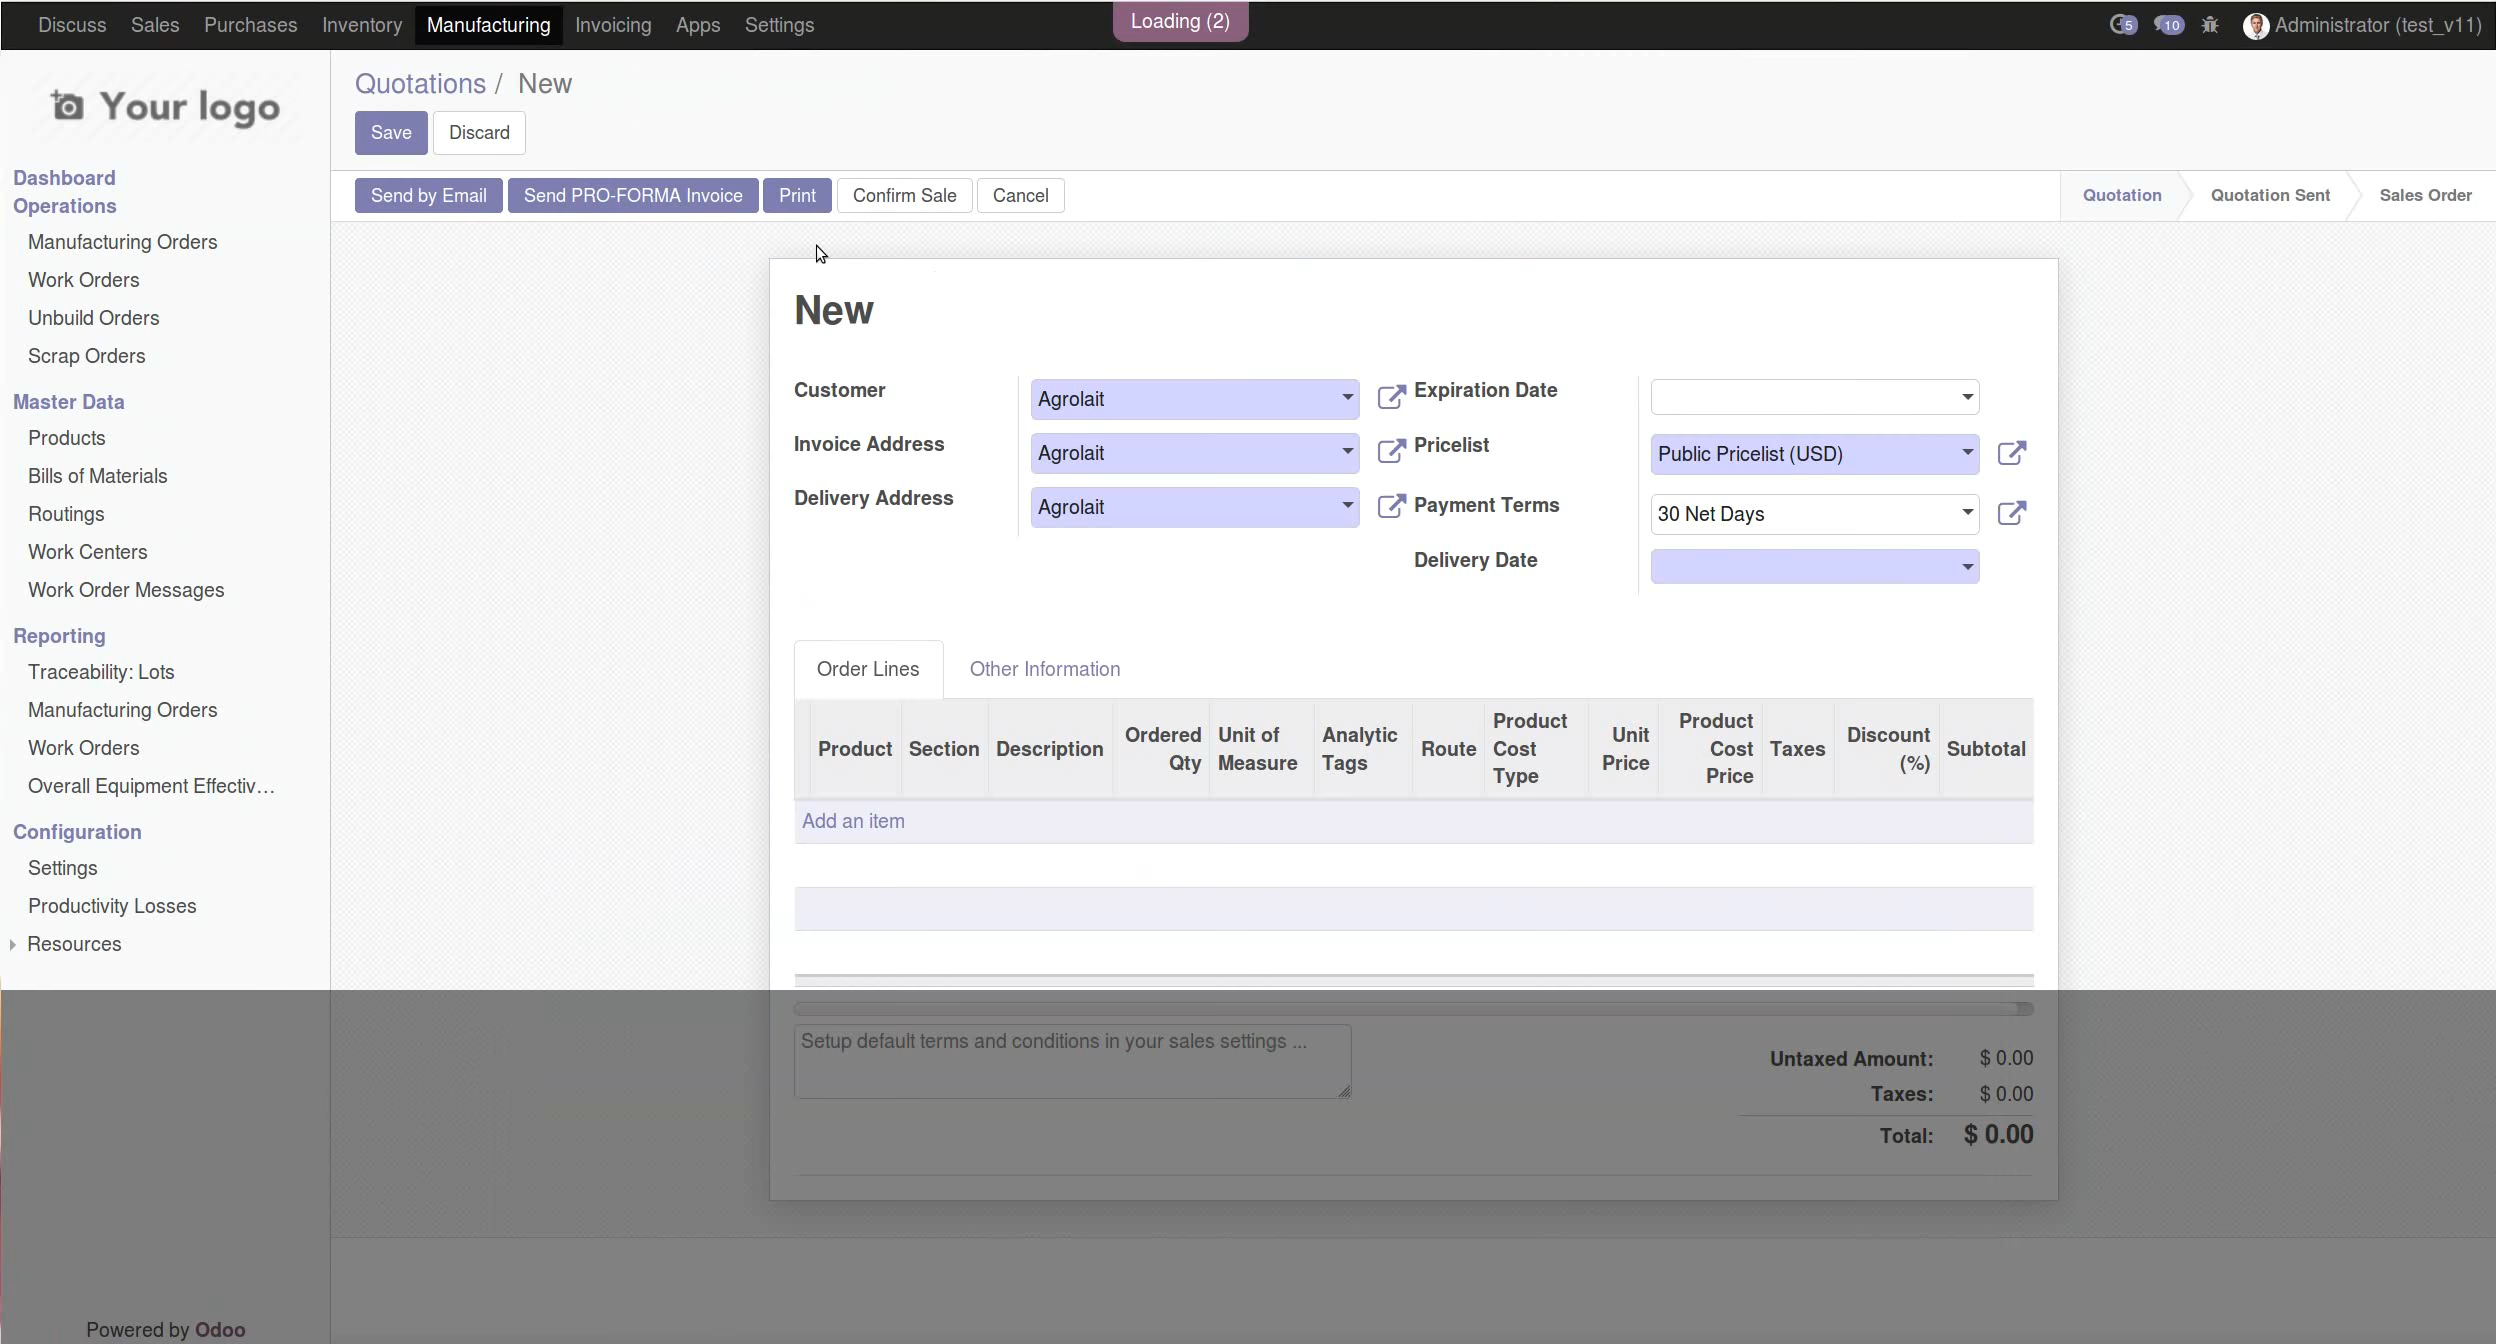 Discuss Sales Purchases Inventory Manufacturing Invoicing Apps Settings Loading (2) 5 10 Administrator (test_v11)
Your logo
Quotations / New
Save Discard
Send by Email Send PRO-FORMA Invoice Print Confirm Sale Cancel Quotation Quotation Sent Sales Order
Dashboard
Operations
Manufacturing Orders
Work Orders
Unbuild Orders
Scrap Orders
Master Data
Products
Bills of Materials
Routings
Work Centers
Work Order Messages
Reporting
Traceability: Lots
Manufacturing Orders
Work Orders
Overall Equipment Effectiv...
Configuration
Settings
Productivity Losses
Resources
Powered by Odoo
New
Customer Agrolait Expiration Date
Invoice Address Agrolait Pricelist Public Pricelist (USD)
Delivery Address Agrolait Payment Terms 30 Net Days
Delivery Date
Order Lines Other Information
Product Section Description Ordered Qty Unit of Measure Analytic Tags Route Product Cost Type Unit Price Product Cost Price Taxes Discount (%) Subtotal
Add an item
Setup default terms and conditions in your sales settings ...
Untaxed Amount: $ 0.00
Taxes: $ 0.00
Total: $ 0.00